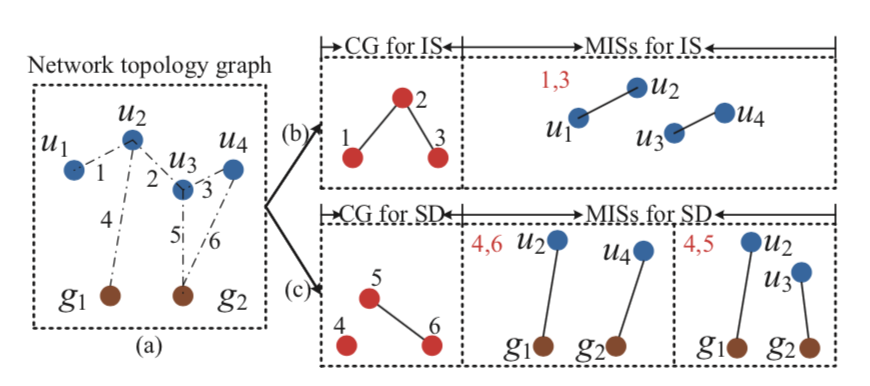 CG for IS MISs for IS
Network topology graph
1,3
u2
u1
u2
u4
u3
1
2
3
4
5
6
g1
g2
(a)
(b)
1
2
3
u1
u2
u3
u4
CG for SD MISs for SD
(c)
4
5
6
4,6
u2
u4
g1
g2
4,5
u2
u3
g1
g2